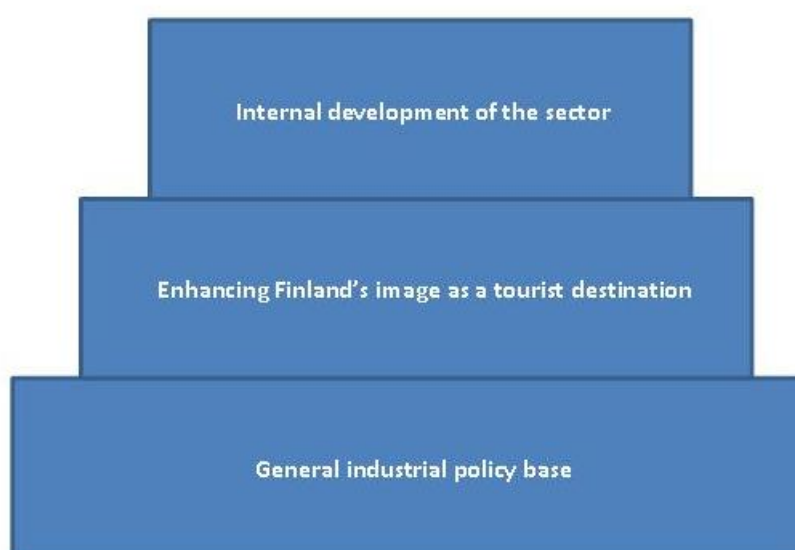 Internal development of the sector
Enhancing Finland’s image as a tourist destination
General industrial policy base